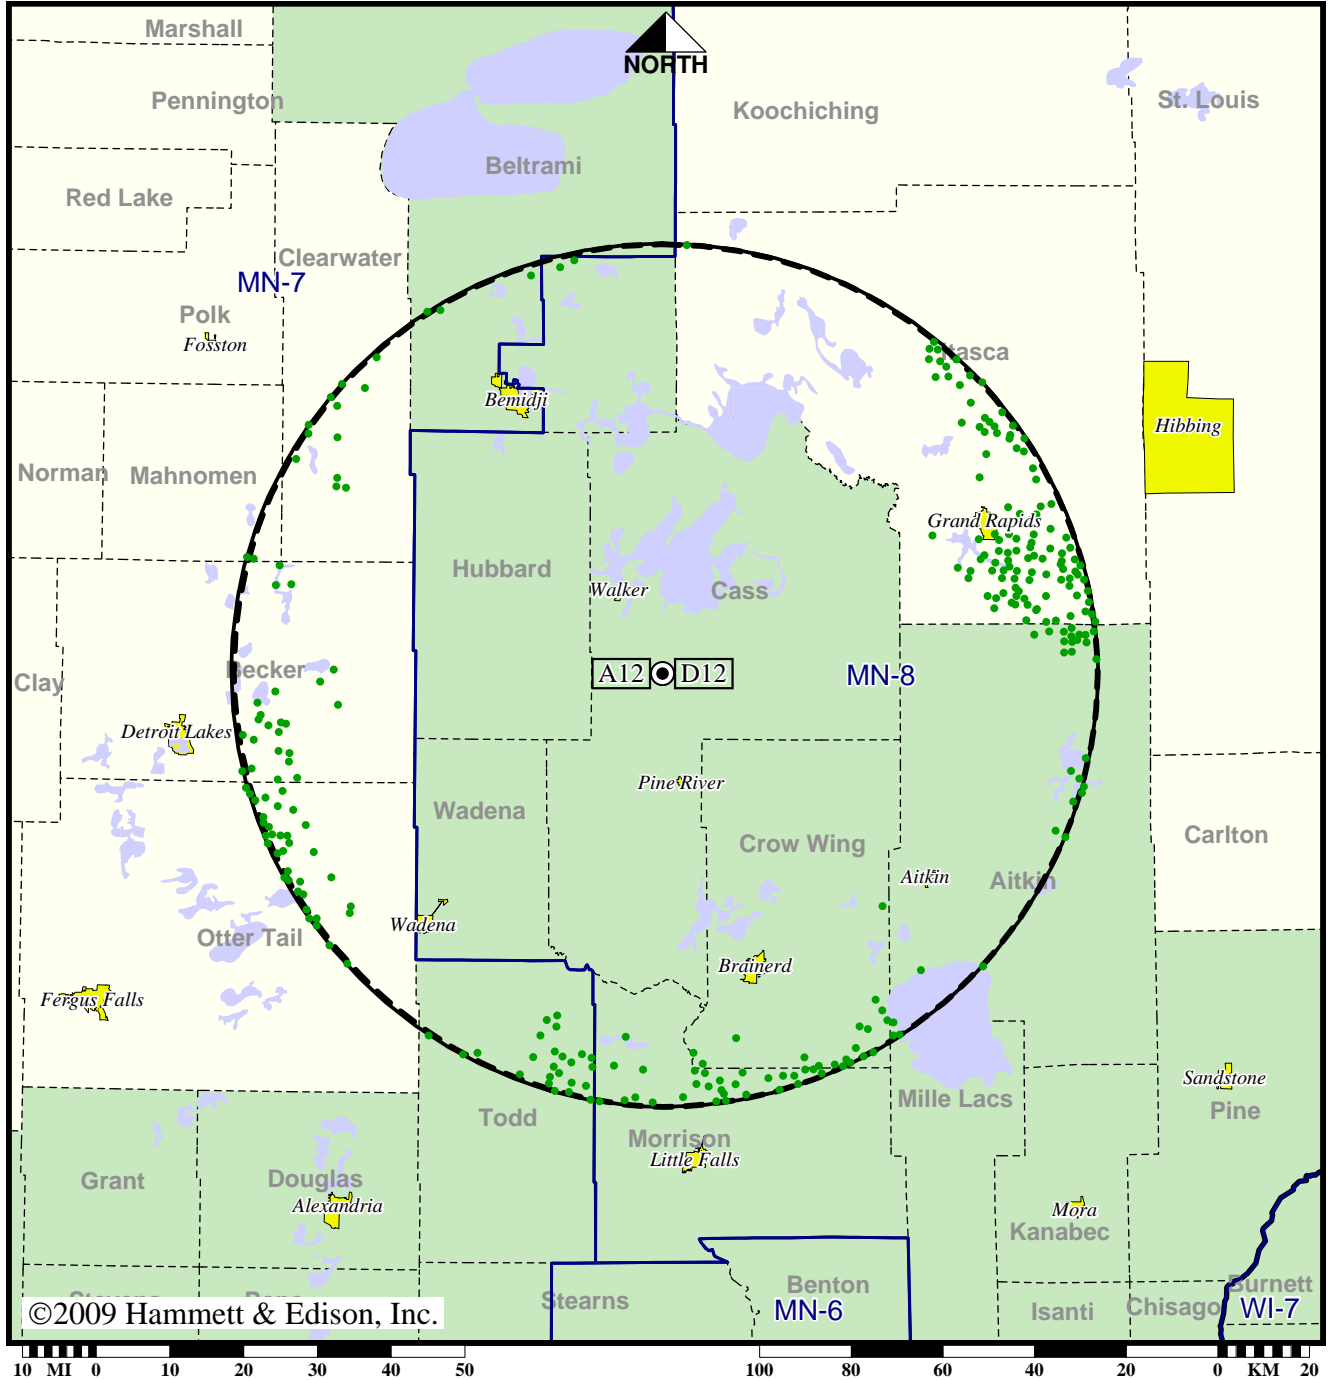 Marshall
NORTH
Pennington
Koochiching
St. Louis
Beltrami
Red Lake
Clearwater
MN-7
Polk
Fosston
Itasca
Bemidji
Hibbing
Norman
Mahnomen
Grand Rapids
Hubbard
Walker
Cass
Becker
A12
D12
MN-8
Clay
Detroit Lakes
Pine River
Wadena
Crow Wing
Carlton
Aitkin
Aitkin
Wadena
Otter Tail
Brainerd
Fergus Falls
Sandstone
Mille Lacs
Pine
Todd
Morrison
Little Falls
Grant
Douglas
Alexandria
Mora
Kanabec
Benton
Burnett
Stearns
MN-6
Isanti
Chisago
WI-7
©2009 Hammett & Edison, Inc.
10 MI 0 10 20 30 40 50
100 80 60 40 20 0 KM 20